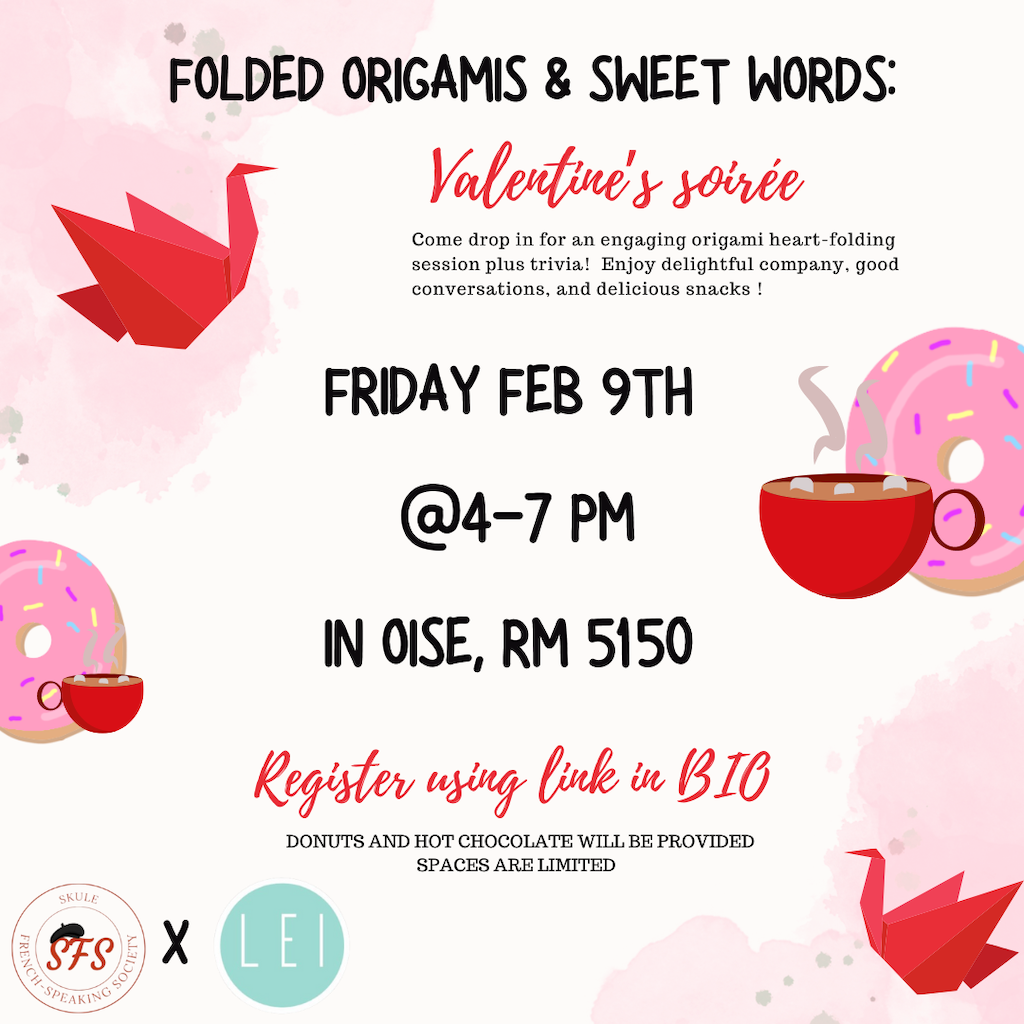 FOLDED ORIGAMIS & SWEET WORDS:
Valentine's soirée
Come drop in for an engaging origami heart-folding
session plus trivia!  Enjoy delightful company, good
conversations, and delicious snacks !
FRIDAY FEB 9TH
@4-7 PM
IN OISE, RM 5150
Register using link in BIO
DONUTS AND HOT CHOCOLATE WILL BE PROVIDED
SPACES ARE LIMITED
SKULE
SFS
FRENCH-SPEAKING SOCIETY
X
LEI